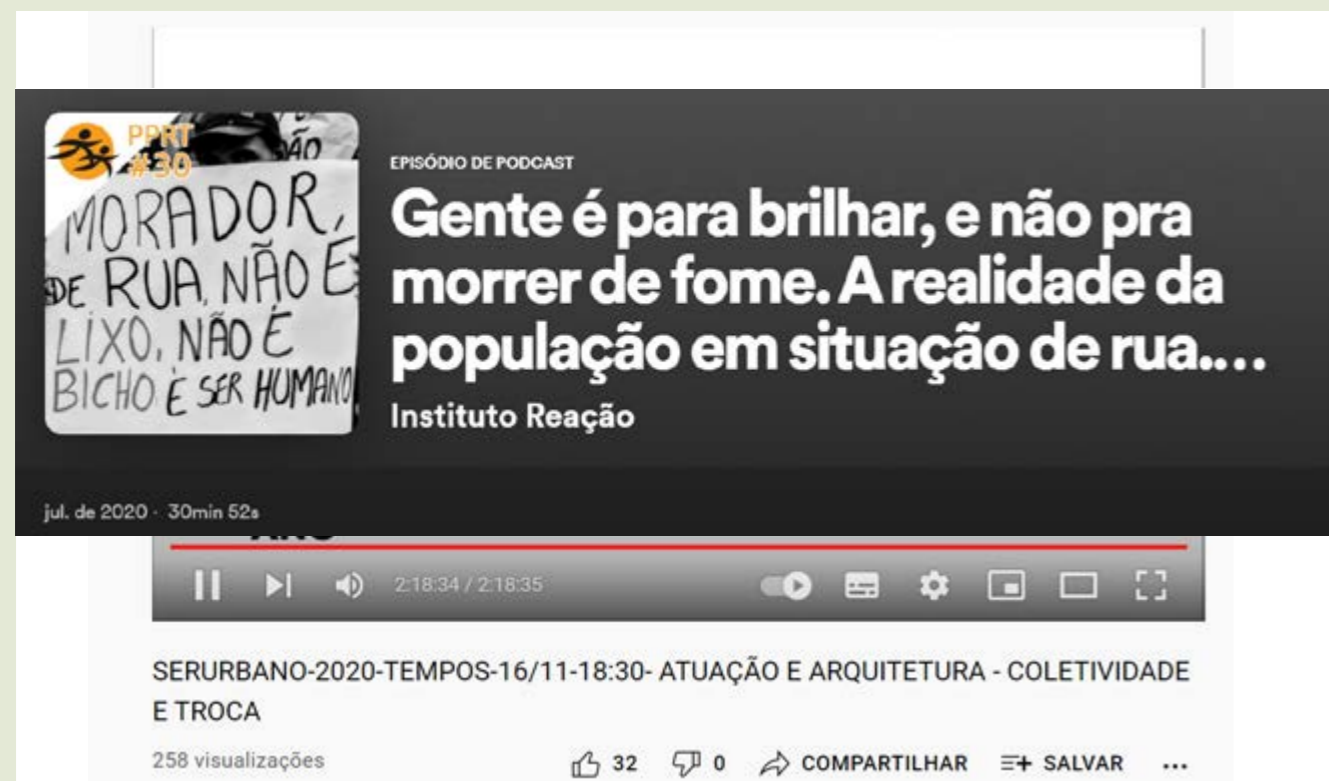 PPRT
#30
ÃO
MORADOR,
DE RUA, NÃO É
LIXO, NÃO É
BICHO É SER HUMANO
EPISÓDIO DE PODCAST
Gente é para brilhar, e não pra
morrer de fome. A realidade da
população em situação de rua....
Instituto Reação
jul. de 2020 · 30min 52s
2:18:34 / 2:18:35
SERURBANO-2020-TEMPOS-16/11-18:30- ATUAÇÃO E ARQUITETURA - COLETIVIDADE
E TROCA
258 visualizações
32
0
COMPARTILHAR
SALVAR